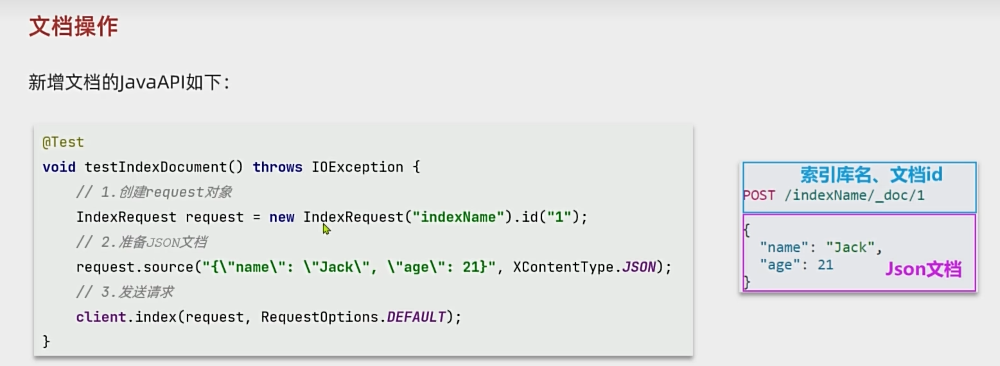 文档操作
新增文档的JavaAPI如下：
@Test
void testIndexDocument() throws IOException {
// 1.创建request对象
IndexRequest request = new IndexRequest("indexName").id("1");
// 2.准备JSON文档
request.source("{\"name\": \"Jack\", \"age\": 21}", XContentType.JSON);
// 3.发送请求
client.index(request, RequestOptions.DEFAULT);
}
索引库名、文档id
POST /indexName/_doc/1
{
"name": "Jack",
"age": 21
Json文档
}